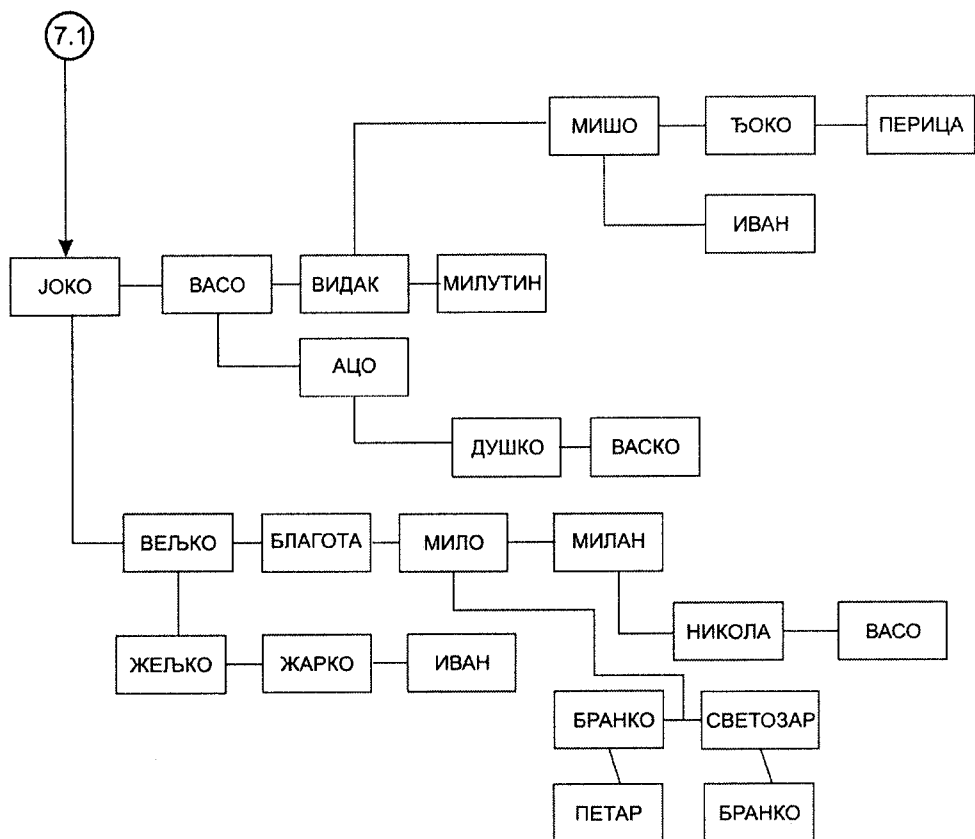 7.1
МИШО ЂОКО ПЕРИЦА
ИВАН
ЈОКО ВАСО ВИДАК МИЛУТИН
АЦО
ДУШКО ВАСКО
ВЕЉКО БЛАГОТА МИЛО МИЛАН
НИКОЛА ВАСО
ЖЕЉКО ЖАРКО ИВАН
БРАНКО СВЕТОЗАР
ПЕТАР БРАНКО